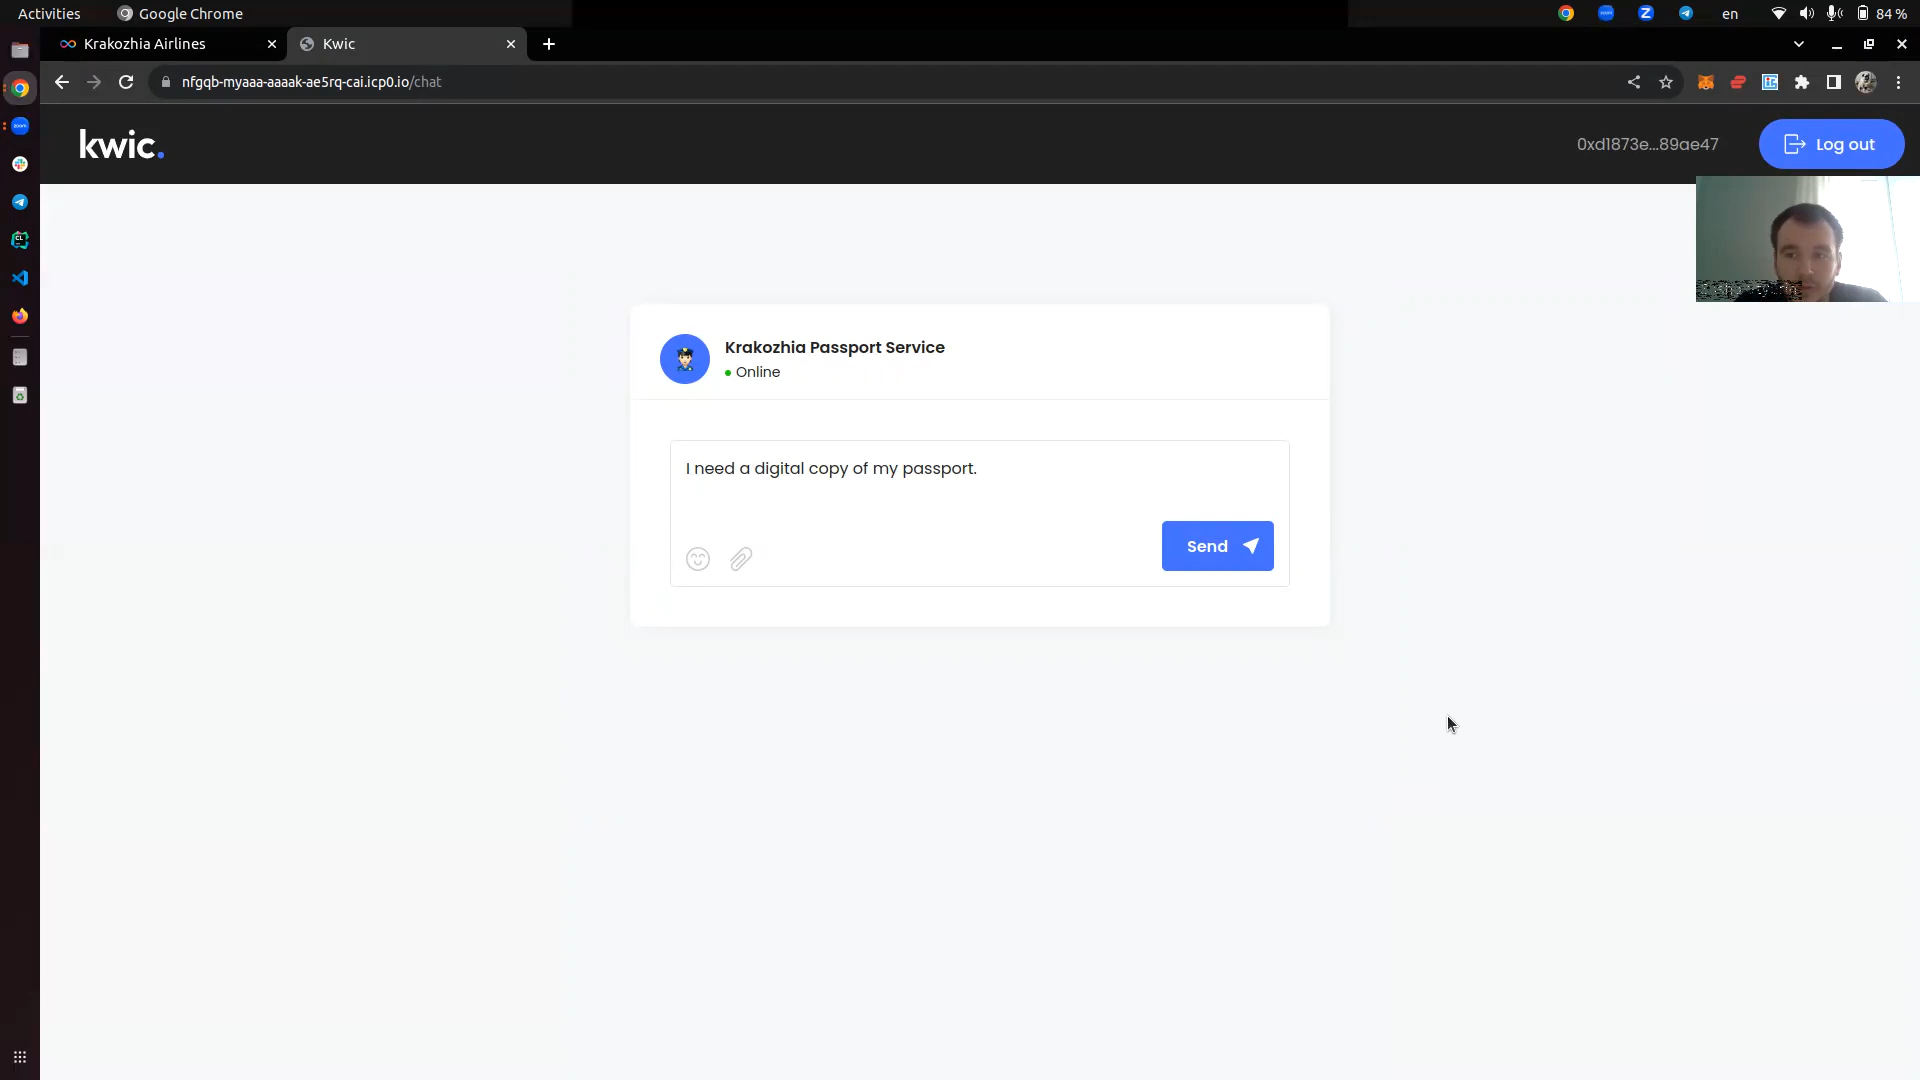 Activities
Google Chrome
en
84 %
Krakozhia Airlines
Kwic
nfgqb-myaaa-aaaak-ae5rq-cai.icp0.io/chat
kwic.
0xd1873e...89ae47
Log out
Krakozhia Passport Service
Online
I need a digital copy of my passport.
Send